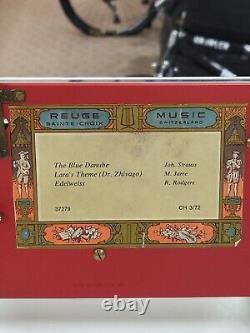 REUGE MUSIC
SAINTE-CROIX SWITZERLAND
The Blue Danube Joh. Strauss
Lara's Theme (Dr. Zhivago) M. Jarre
Edelweiss R. Rodgers
37279 CH 3/72